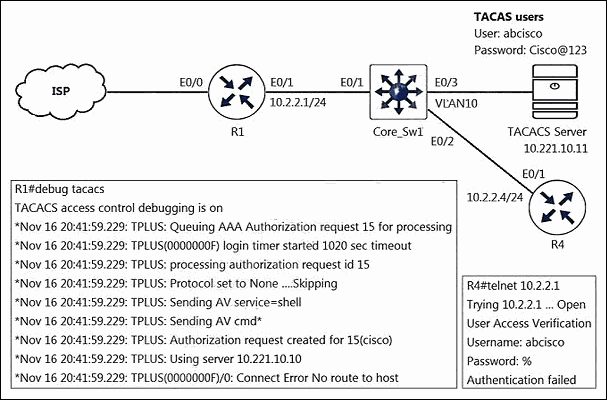 TACAS users
User: abcisco
Password: Cisco@123
ISP
E0/0
E0/1
E0/1
E0/3
10.2.2.1/24
VLAN10
R1
Core_Sw1
TACACS Server
10.221.10.11
E0/2
E0/1
10.2.2.4/24
R4
R1#debug tacacs
TACACS access control debugging is on
*Nov 16 20:41:59.229: TPLUS: Queuing AAA Authorization request 15 for processing
*Nov 16 20:41:59.229: TPLUS(0000000F) login timer started 1020 sec timeout
*Nov 16 20:41:59.229: TPLUS: processing authorization request id 15
*Nov 16 20:41:59.229: TPLUS: Protocol set to None ....Skipping
*Nov 16 20:41:59.229: TPLUS: Sending AV service=shell
*Nov 16 20:41:59.229: TPLUS: Sending AV cmd*
*Nov 16 20:41:59.229: TPLUS: Authorization request created for 15(cisco)
*Nov 16 20:41:59.229: TPLUS: Using server 10.221.10.10
*Nov 16 20:41:59.229: TPLUS(0000000F)/0: Connect Error No route to host
R4#telnet 10.2.2.1
Trying 10.2.2.1 ... Open
User Access Verification
Username: abcisco
Password: %
Authentication failed